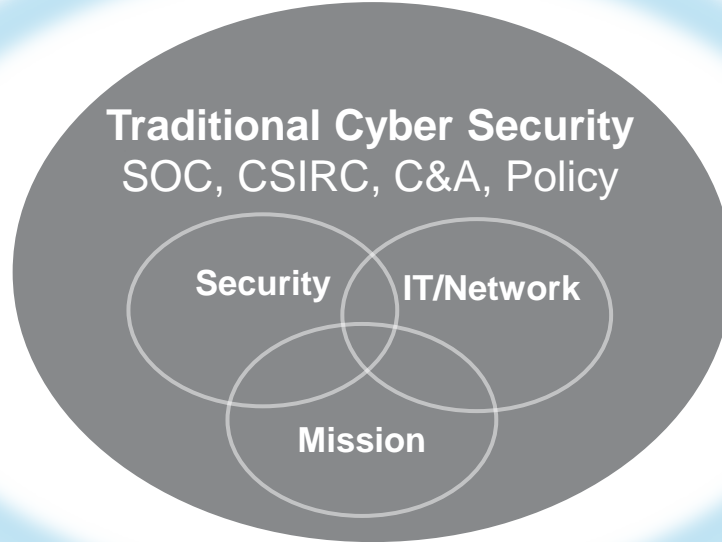 Traditional Cyber Security
SOC, CSIRC, C&A, Policy
Security
IT/Network
Mission